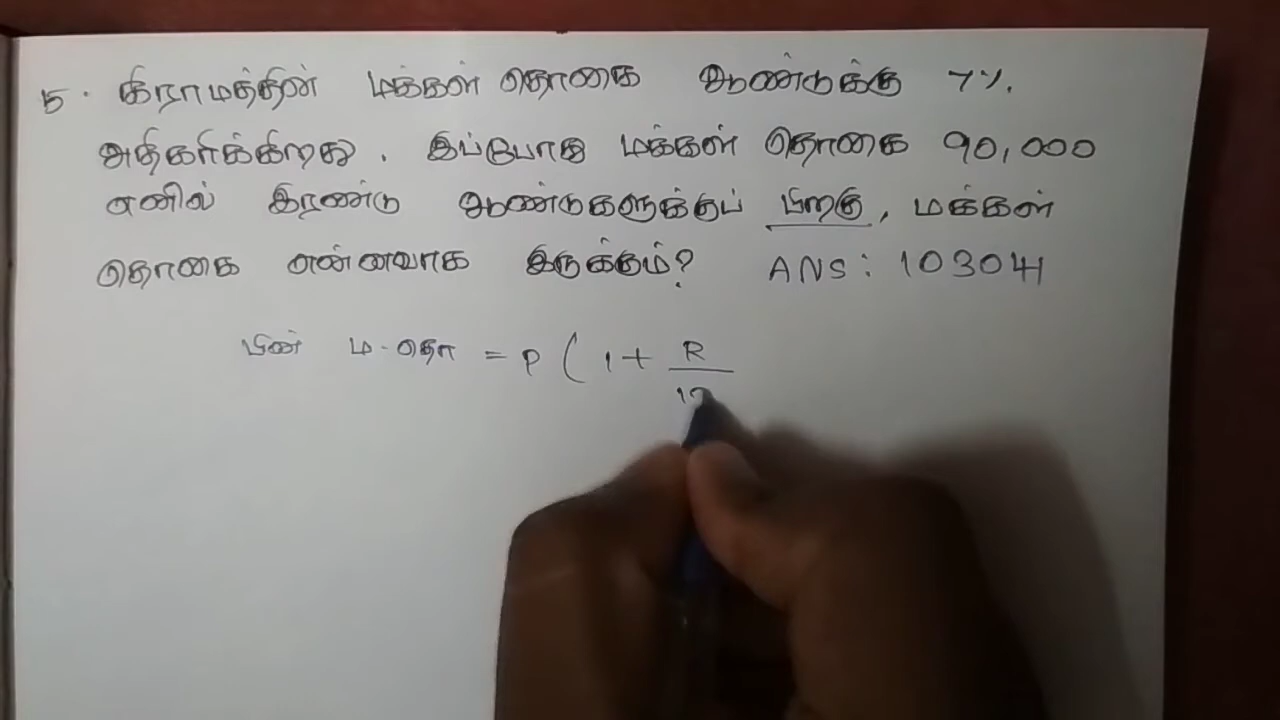 5. கிராமத்தின் மக்கள் தொகை ஆண்டுக்கு 7%.
அதிகரிக்கிறது. இப்போது மக்கள் தொகை 90,000
எனில் இரண்டு ஆண்டுகளுக்குப் பிறகு, மக்கள்
தொகை என்னவாக இருக்கும்? ANS: 103041
பின் ம.தொ = P ( 1 + R
10